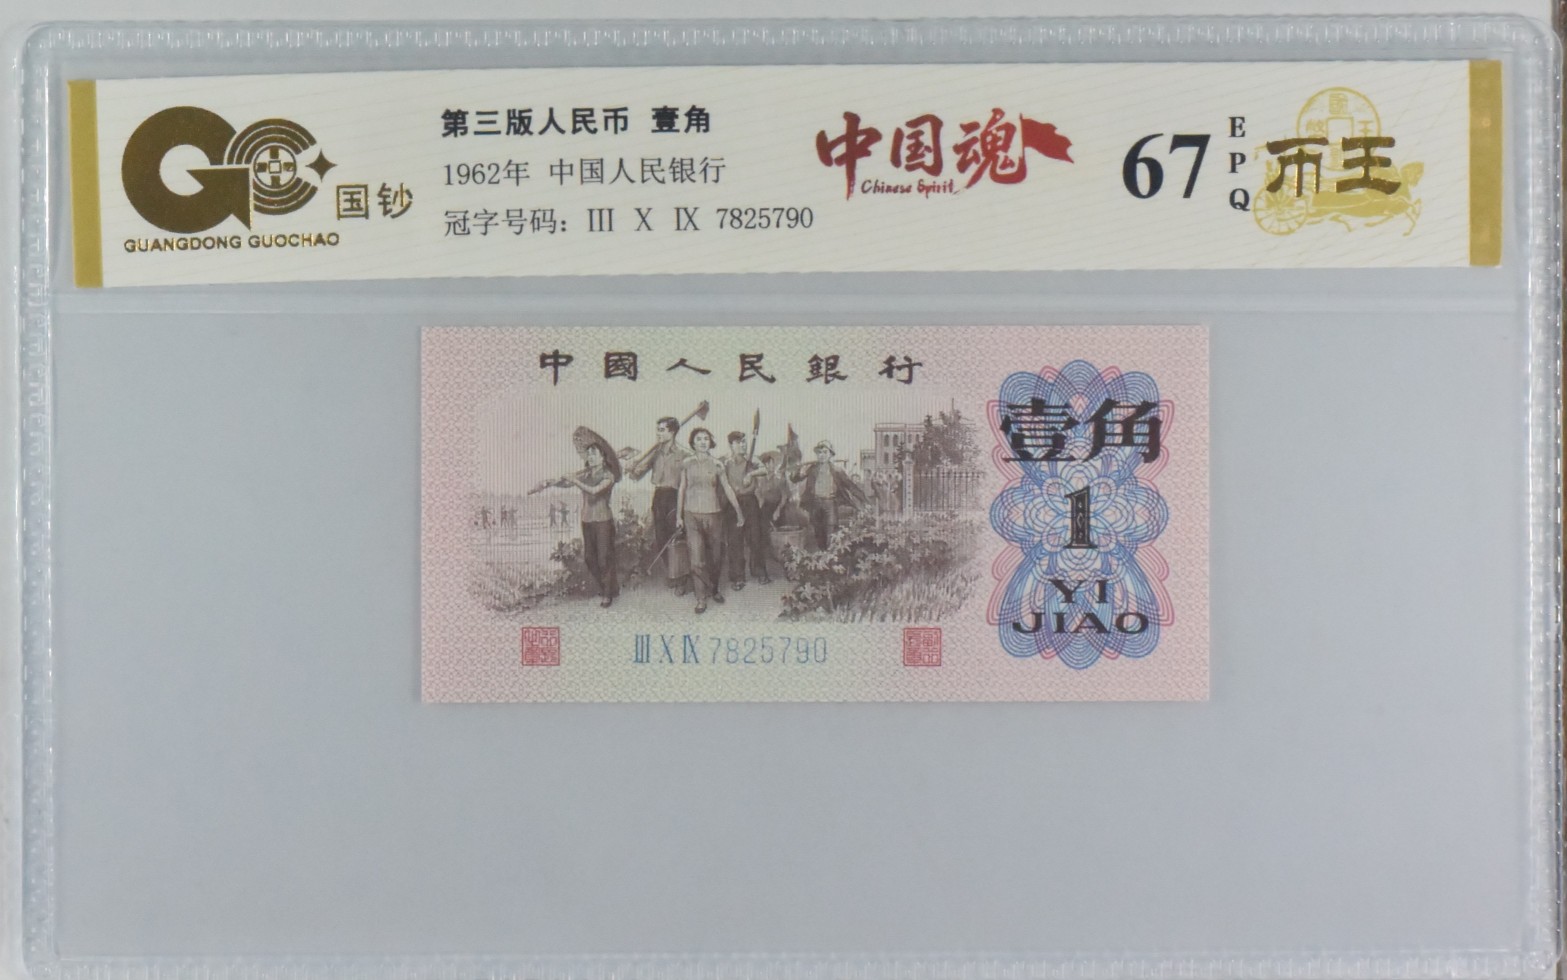 GC
国钞
GUANGDONG GUOCHAO
第三版人民币 壹角
1962年 中国人民银行
冠字号码：Ⅲ Ⅹ Ⅸ 7825790
中国魂
Chinese Spirit
67
EPQ
币王
中國人民銀行
壹角
1
YI
JIAO
Ⅲ Ⅹ Ⅸ 7825790